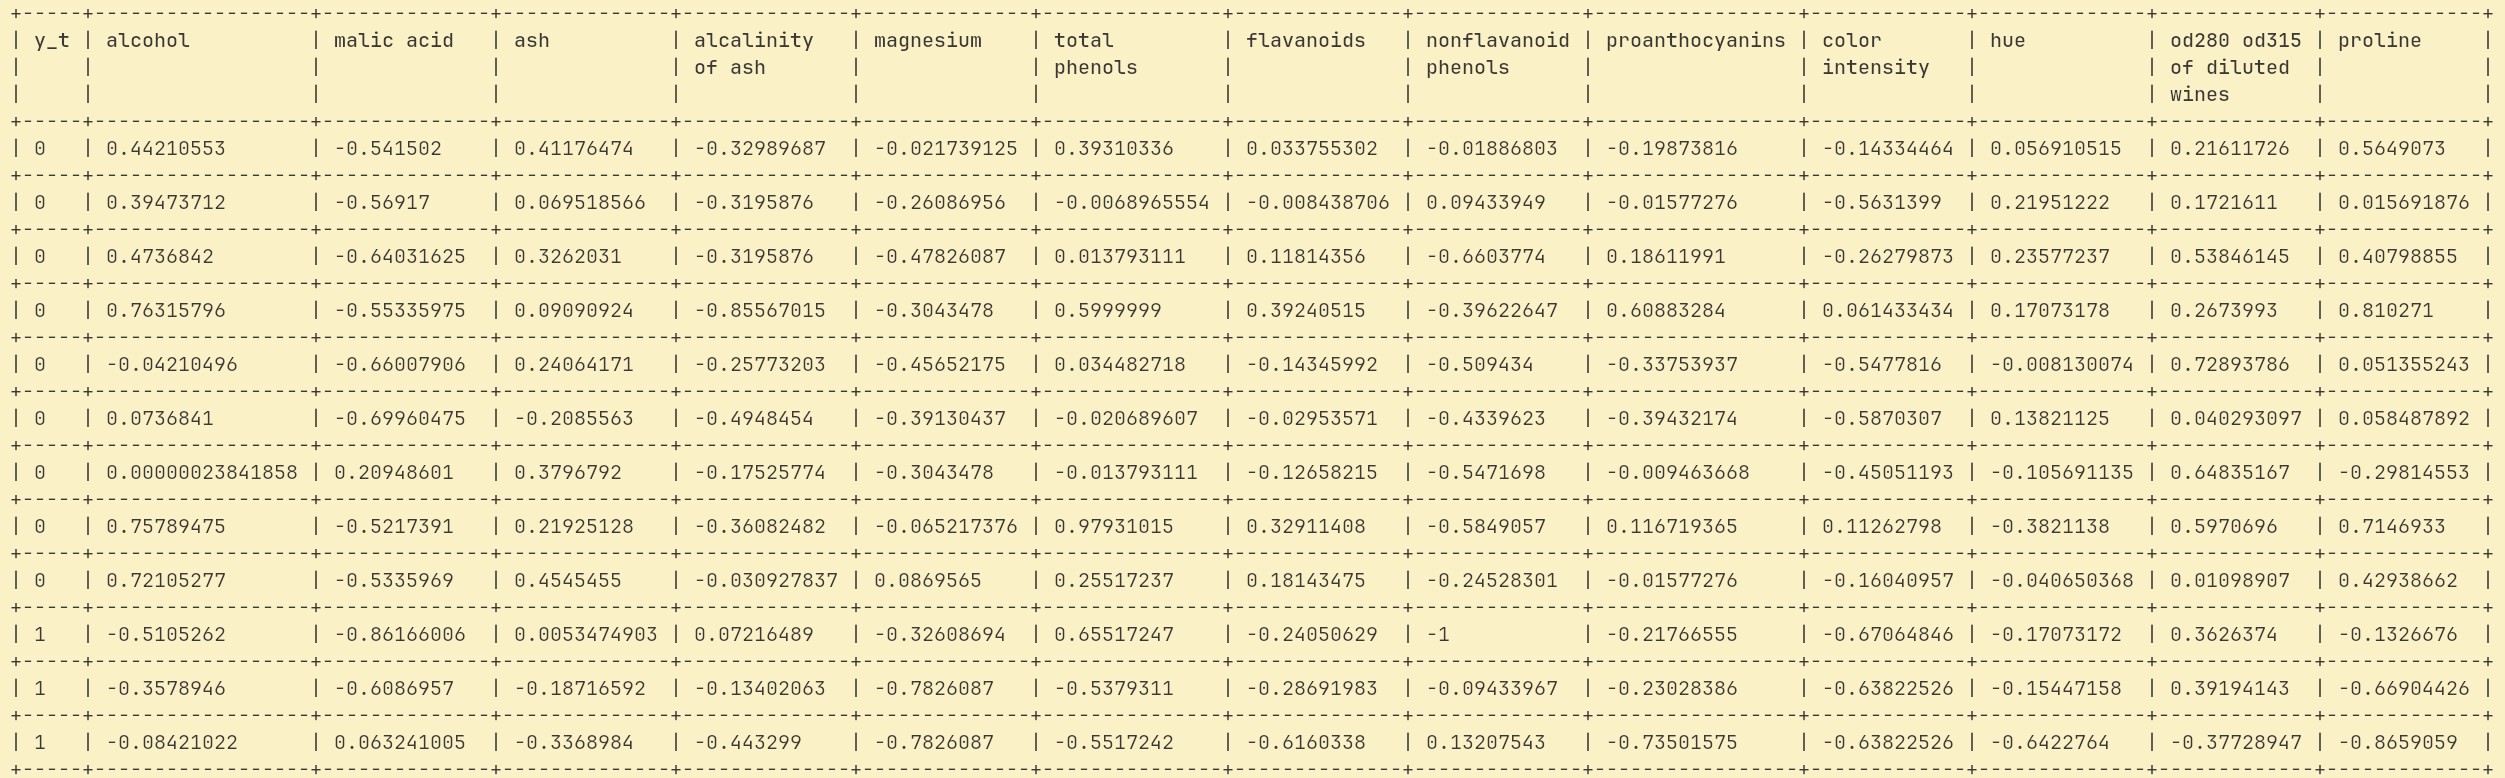 +-----+------------------+--------------+--------------+--------------+--------------+---------------+--------------+--------------+-----------------+-------------+--------------+-------------+-------------+
| y_t | alcohol          | malic acid   | ash          | alcalinity   | magnesium    | total         | flavanoids   | nonflavanoid | proanthocyanins | color       | hue          | od280 od315 | proline     |
|     |                  |              |              | of ash       |              | phenols       |              | phenols      |                 | intensity   |              | of diluted  |             |
|     |                  |              |              |              |              |               |              |              |                 |             |              | wines       |             |
+-----+------------------+--------------+--------------+--------------+--------------+---------------+--------------+--------------+-----------------+-------------+--------------+-------------+-------------+
| 0   | 0.44210553       | -0.541502    | 0.41176474   | -0.32989687  | -0.021739125 | 0.39310336    | 0.033755302  | -0.01886803  | -0.19873816     | -0.14334464 | 0.056910515  | 0.21611726  | 0.5649073   |
+-----+------------------+--------------+--------------+--------------+--------------+---------------+--------------+--------------+-----------------+-------------+--------------+-------------+-------------+
| 0   | 0.39473712       | -0.56917     | 0.069518566  | -0.3195876   | -0.26086956  | -0.0068965554 | -0.008438706 | 0.09433949   | -0.01577276     | -0.5631399  | 0.21951222   | 0.1721611   | 0.015691876 |
+-----+------------------+--------------+--------------+--------------+--------------+---------------+--------------+--------------+-----------------+-------------+--------------+-------------+-------------+
| 0   | 0.4736842        | -0.64031625  | 0.3262031    | -0.3195876   | -0.47826087  | 0.013793111   | 0.11814356   | -0.6603774   | 0.18611991      | -0.26279873 | 0.23577237   | 0.53846145  | 0.40798855  |
+-----+------------------+--------------+--------------+--------------+--------------+---------------+--------------+--------------+-----------------+-------------+--------------+-------------+-------------+
| 0   | 0.76315796       | -0.55335975  | 0.09090924   | -0.85567015  | -0.3043478   | 0.5999999     | 0.39240515   | -0.39622647  | 0.60883284      | 0.061433434 | 0.17073178   | 0.2673993   | 0.810271    |
+-----+------------------+--------------+--------------+--------------+--------------+---------------+--------------+--------------+-----------------+-------------+--------------+-------------+-------------+
| 0   | -0.04210496      | -0.66007906  | 0.24064171   | -0.25773203  | -0.45652175  | 0.034482718   | -0.14345992  | -0.509434    | -0.33753937     | -0.5477816  | -0.008130074 | 0.72893786  | 0.051355243 |
+-----+------------------+--------------+--------------+--------------+--------------+---------------+--------------+--------------+-----------------+-------------+--------------+-------------+-------------+
| 0   | 0.0736841        | -0.69960475  | -0.2085563   | -0.4948454   | -0.39130437  | -0.020689607  | -0.02953571  | -0.4339623   | -0.39432174     | -0.5870307  | 0.13821125   | 0.040293097 | 0.058487892 |
+-----+------------------+--------------+--------------+--------------+--------------+---------------+--------------+--------------+-----------------+-------------+--------------+-------------+-------------+
| 0   | 0.00000023841858 | 0.20948601   | 0.3796792    | -0.17525774  | -0.3043478   | -0.013793111  | -0.12658215  | -0.5471698   | -0.009463668    | -0.45051193 | -0.105691135 | 0.64835167  | -0.29814553 |
+-----+------------------+--------------+--------------+--------------+--------------+---------------+--------------+--------------+-----------------+-------------+--------------+-------------+-------------+
| 0   | 0.75789475       | -0.5217391   | 0.21925128   | -0.36082482  | -0.065217376 | 0.97931015    | 0.32911408   | -0.5849057   | 0.116719365     | 0.11262798  | -0.3821138   | 0.5970696   | 0.7146933   |
+-----+------------------+--------------+--------------+--------------+--------------+---------------+--------------+--------------+-----------------+-------------+--------------+-------------+-------------+
| 0   | 0.72105277       | -0.5335969   | 0.4545455    | -0.030927837 | 0.0869565    | 0.25517237    | 0.18143475   | -0.24528301  | -0.01577276     | -0.16040957 | -0.040650368 | 0.01098907  | 0.42938662  |
+-----+------------------+--------------+--------------+--------------+--------------+---------------+--------------+--------------+-----------------+-------------+--------------+-------------+-------------+
| 1   | -0.5105262       | -0.86166006  | 0.0053474903 | 0.07216489   | -0.32608694  | 0.65517247    | -0.24050629  | -1           | -0.21766555     | -0.67064846 | -0.17073172  | 0.3626374   | -0.1326676  |
+-----+------------------+--------------+--------------+--------------+--------------+---------------+--------------+--------------+-----------------+-------------+--------------+-------------+-------------+
| 1   | -0.3578946       | -0.6086957   | -0.18716592  | -0.13402063  | -0.7826087   | -0.5379311    | -0.28691983  | -0.09433967  | -0.23028386     | -0.63822526 | -0.15447158  | 0.39194143  | -0.66904426 |
+-----+------------------+--------------+--------------+--------------+--------------+---------------+--------------+--------------+-----------------+-------------+--------------+-------------+-------------+
| 1   | -0.08421022      | 0.063241005  | -0.3368984   | -0.443299    | -0.7826087   | -0.5517242    | -0.6160338   | 0.13207543   | -0.73501575     | -0.63822526 | -0.6422764   | -0.37728947 | -0.8659059  |
+-----+------------------+--------------+--------------+--------------+--------------+---------------+--------------+--------------+-----------------+-------------+--------------+-------------+-------------+